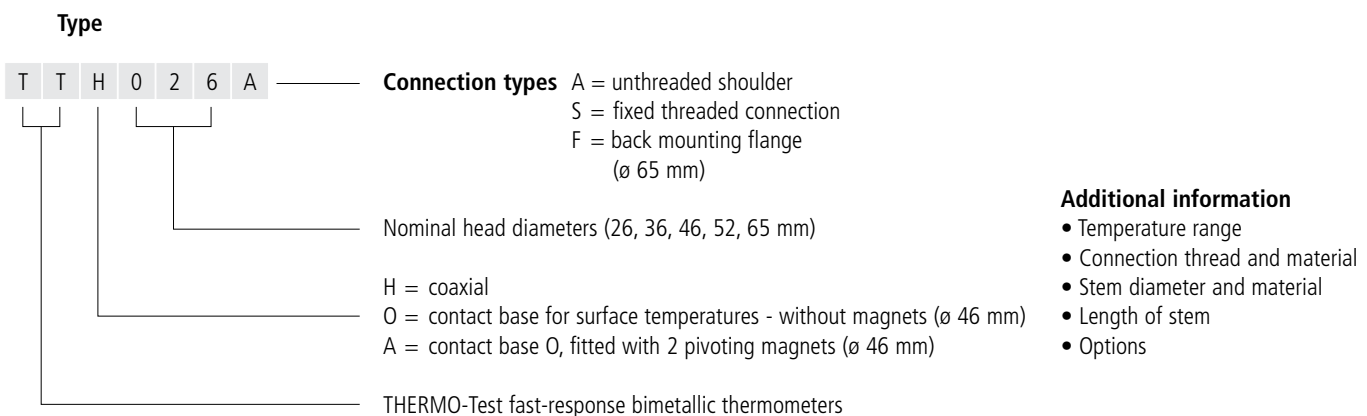 Type
T T H 0 2 6 A
Connection types A = unthreaded shoulder
S = fixed threaded connection
F = back mounting flange
(ø 65 mm)
Nominal head diameters (26, 36, 46, 52, 65 mm)
H = coaxial
O = contact base for surface temperatures - without magnets (ø 46 mm)
A = contact base O, fitted with 2 pivoting magnets (ø 46 mm)
THERMO-Test fast-response bimetallic thermometers
Additional information
• Temperature range
• Connection thread and material
• Stem diameter and material
• Length of stem
• Options